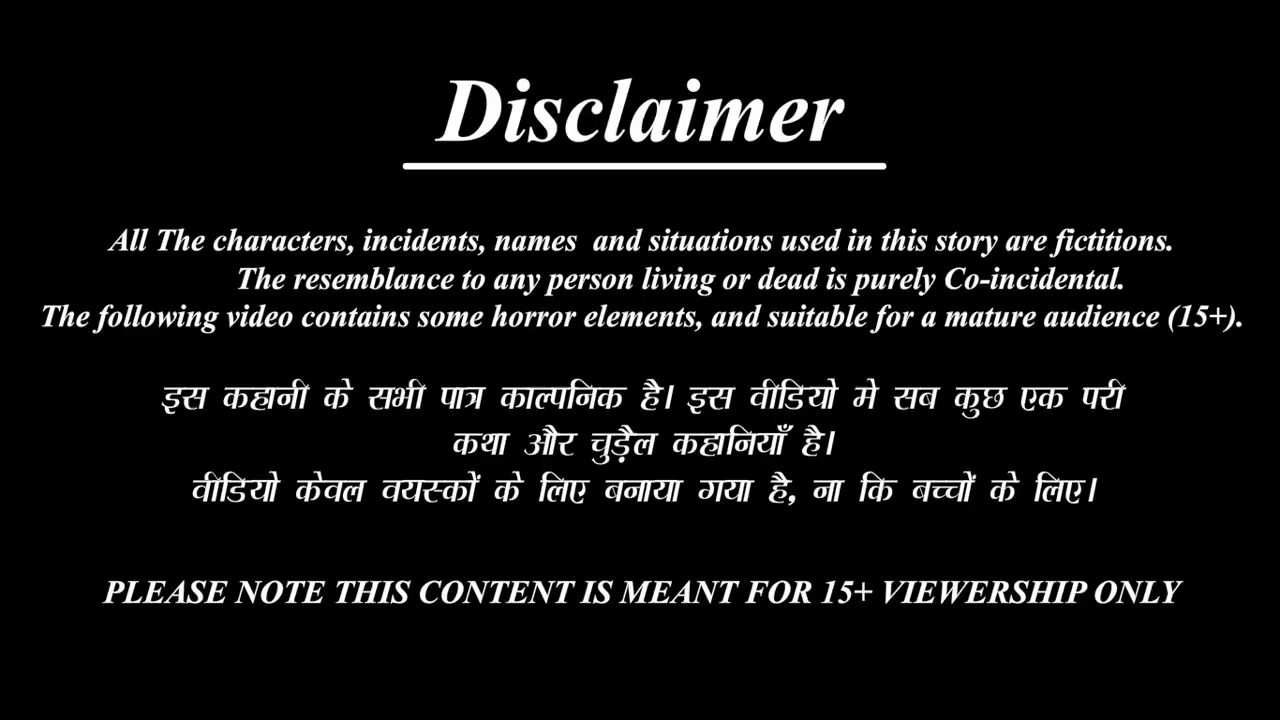 Disclaimer
All The characters, incidents, names and situations used in this story are fictitions.
The resemblance to any person living or dead is purely Co-incidental.
The following video contains some horror elements, and suitable for a mature audience (15+).
इस कहानी के सभी पात्र काल्पनिक है। इस वीडियो मे सब कुछ एक परी
कथा और चुड़ैल कहानियाँ है।
वीडियो केवल वयस्कों के लिए बनाया गया है, ना कि बच्चों के लिए।
PLEASE NOTE THIS CONTENT IS MEANT FOR 15+ VIEWERSHIP ONLY